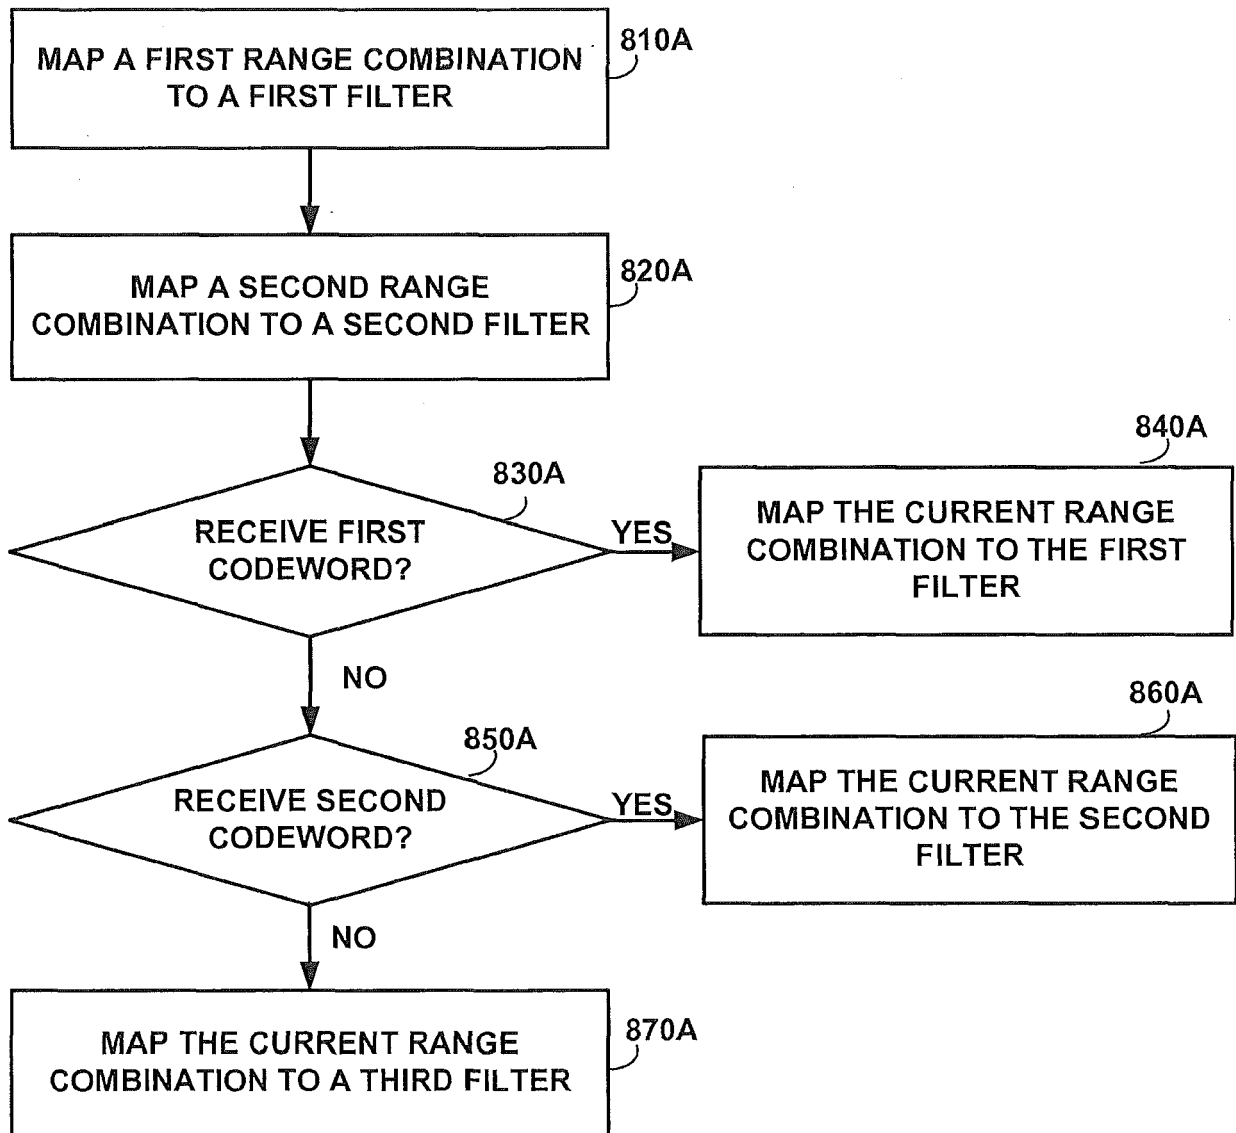 MAP A FIRST RANGE COMBINATION
TO A FIRST FILTER
810A
MAP A SECOND RANGE
COMBINATION TO A SECOND FILTER
820A
RECEIVE FIRST
CODEWORD?
830A
YES
840A
MAP THE CURRENT RANGE
COMBINATION TO THE FIRST
FILTER
NO
RECEIVE SECOND
CODEWORD?
850A
YES
860A
MAP THE CURRENT RANGE
COMBINATION TO THE SECOND
FILTER
NO
MAP THE CURRENT RANGE
COMBINATION TO A THIRD FILTER
870A